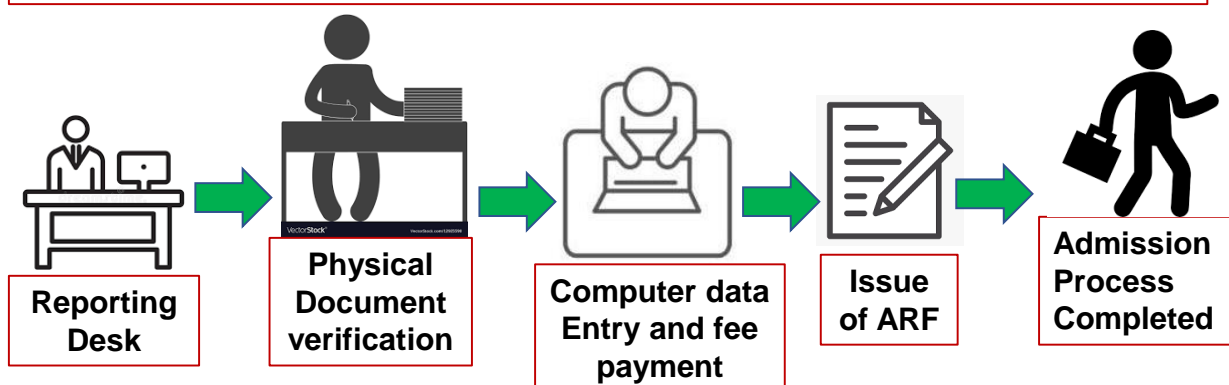 VectorStock®
VectorStock.com/12025598
Reporting
Desk
Physical
Document
verification
Computer data
Entry and fee
payment
Issue
of ARF
Admission
Process
Completed